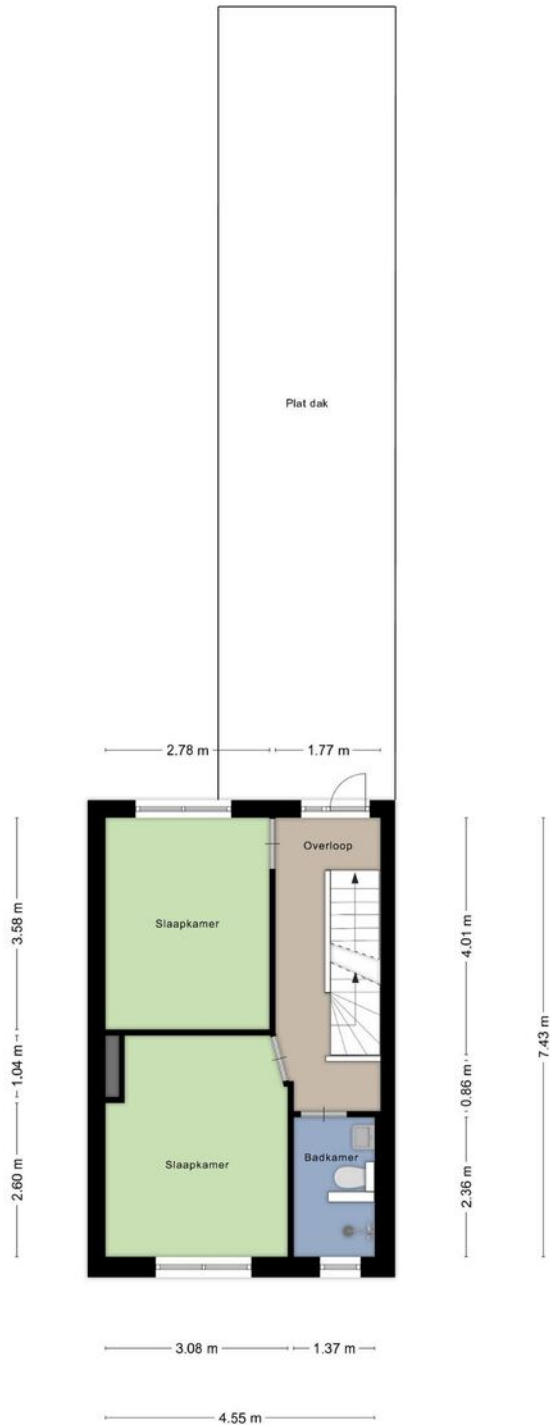 Plat dak
2.78 m
1.77 m
Overloop
Slaapkamer
3.58 m
4.01 m
7.43 m
1.04 m
0.86 m
Badkamer
Slaapkamer
2.60 m
2.36 m
3.08 m
1.37 m
4.55 m